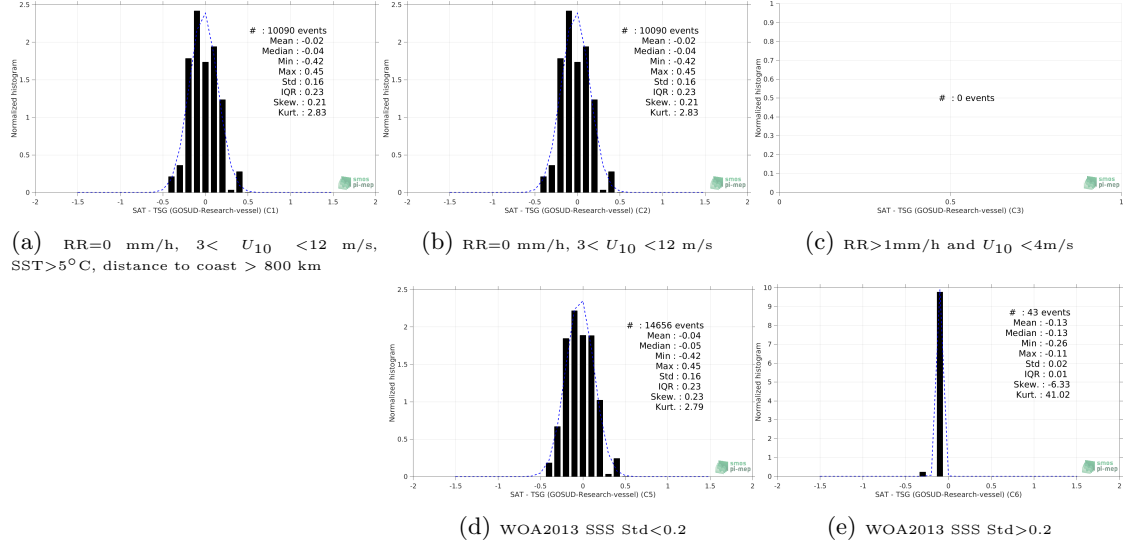 2.5
2
1.5
1
0.5
0
-2 -1.5 -1 -0.5 0 0.5 1 1.5 2
Normalized histogram
# : 10090 events
Mean : -0.02
Median : -0.04
Min : -0.42
Max : 0.45
Std : 0.16
IQR : 0.23
Skew. : 0.21
Kurt. : 2.83
smos
pi-mep
SAT - TSG (GOSUD-Research-vessel) (C1)
(a) RR=0 mm/h, 3< U10 <12 m/s,
SST>5°C, distance to coast > 800 km
2.5
2
1.5
1
0.5
0
-2 -1.5 -1 -0.5 0 0.5 1 1.5 2
Normalized histogram
# : 10090 events
Mean : -0.02
Median : -0.04
Min : -0.42
Max : 0.45
Std : 0.16
IQR : 0.23
Skew. : 0.21
Kurt. : 2.83
smos
pi-mep
SAT - TSG (GOSUD-Research-vessel) (C2)
(b) RR=0 mm/h, 3< U10 <12 m/s
1
0.9
0.8
0.7
0.6
0.5
0.4
0.3
0.2
0.1
0
0 0.5 1
Normalized histogram
# : 0 events
SAT - TSG (GOSUD-Research-vessel) (C3)
(c) RR>1mm/h and U10 <4m/s
2.5
2
1.5
1
0.5
0
-2 -1.5 -1 -0.5 0 0.5 1 1.5 2
Normalized histogram
# : 14656 events
Mean : -0.04
Median : -0.05
Min : -0.42
Max : 0.45
Std : 0.16
IQR : 0.23
Skew. : 0.23
Kurt. : 2.79
smos
pi-mep
SAT - TSG (GOSUD-Research-vessel) (C5)
(d) WOA2013 SSS Std<0.2
10
9
8
7
6
5
4
3
2
1
0
-2 -1.5 -1 -0.5 0 0.5 1 1.5 2
Normalized histogram
# : 43 events
Mean : -0.13
Median : -0.13
Min : -0.26
Max : -0.11
Std : 0.02
IQR : 0.01
Skew. : -6.33
Kurt. : 41.02
smos
pi-mep
SAT - TSG (GOSUD-Research-vessel) (C6)
(e) WOA2013 SSS Std>0.2